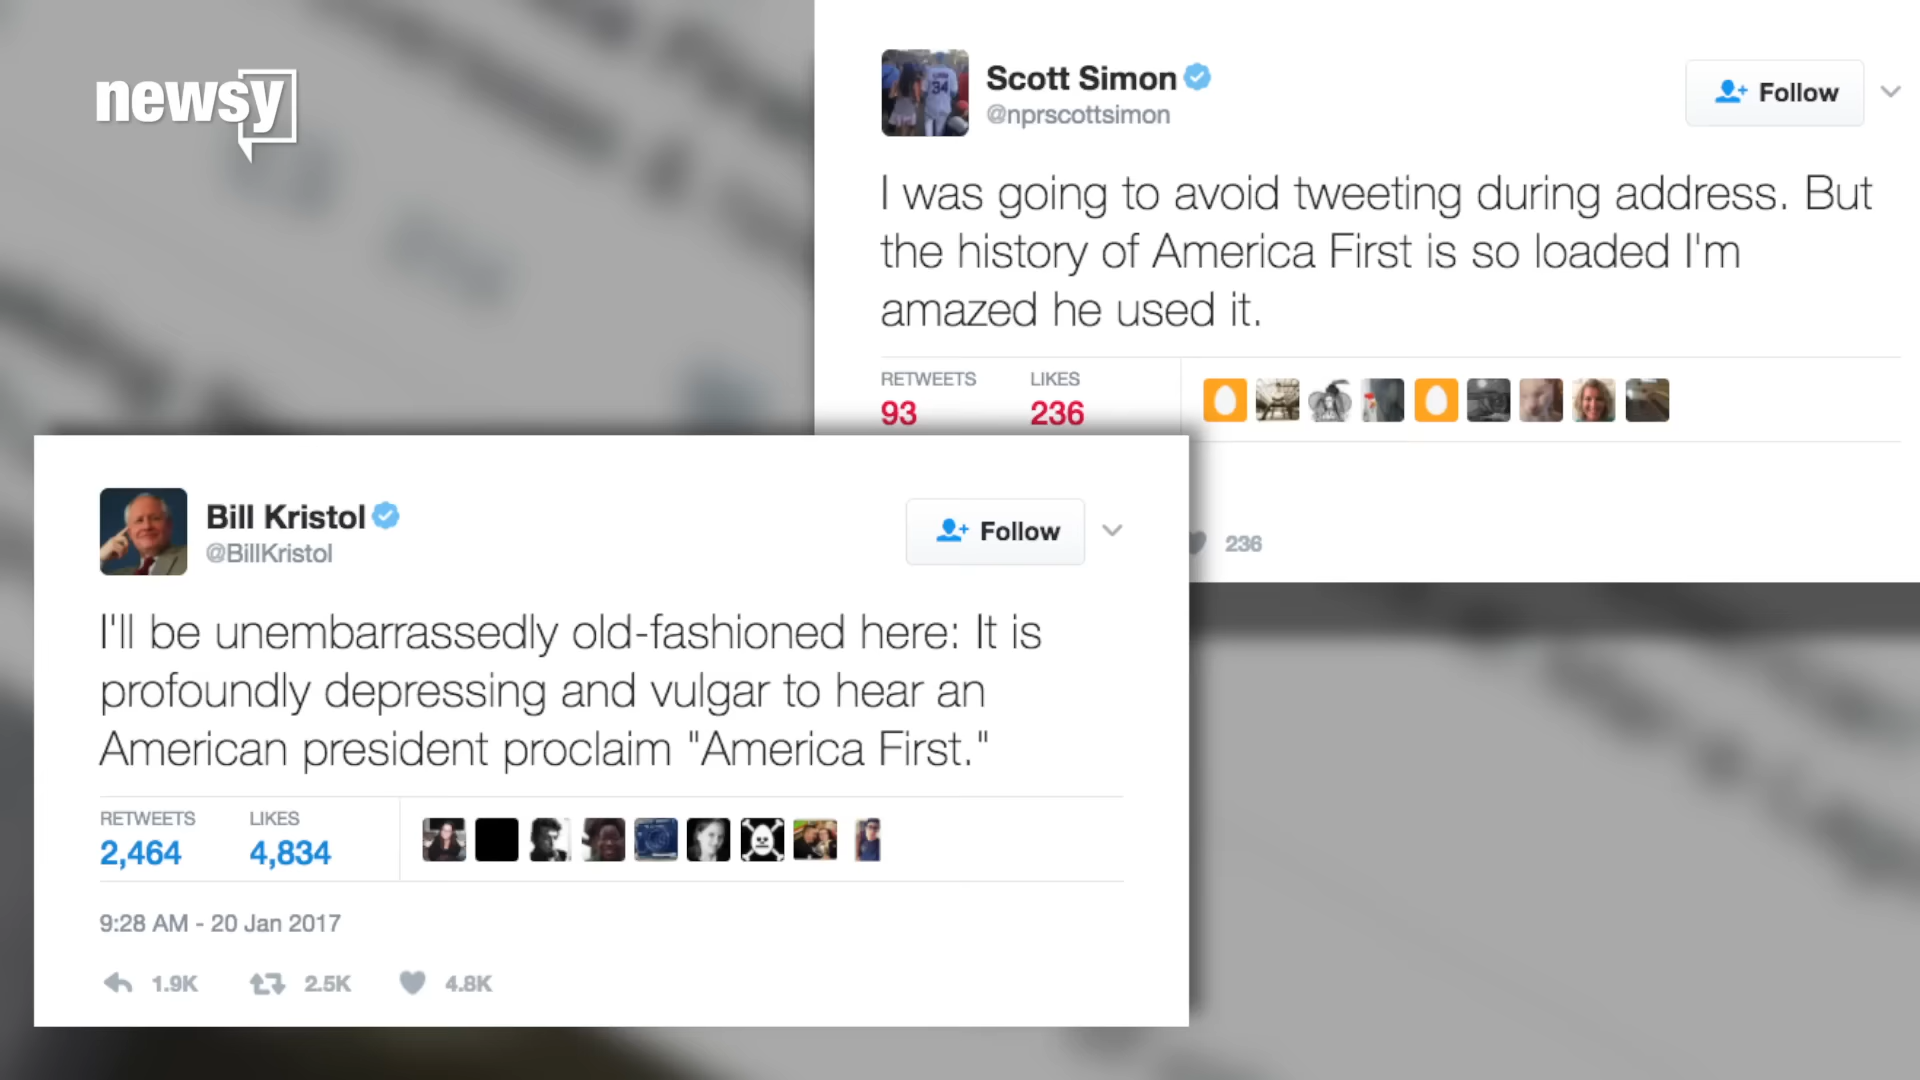 newsy
Scott Simon
@nprscottsimon
Follow
I was going to avoid tweeting during address. But
the history of America First is so loaded I'm
amazed he used it.
RETWEETS LIKES
93 236
236
Bill Kristol
@BillKristol
Follow
I'll be unembarrassedly old-fashioned here: It is
profoundly depressing and vulgar to hear an
American president proclaim "America First."
RETWEETS LIKES
2,464 4,834
9:28 AM - 20 Jan 2017
1.9K 2.5K 4.8K